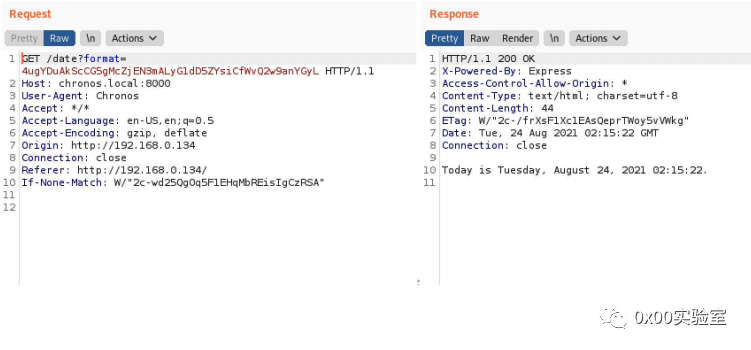 Request
Pretty Raw \n Actions
1 GET /date?format=
4ugYDuAkScCG5gMcZjEN3mALyG1dD5ZYsiCfWvQ2w9anYGyL HTTP/1.1
2 Host: chronos.local:8000
3 User-Agent: Chronos
4 Accept: */*
5 Accept-Language: en-US,en;q=0.5
6 Accept-Encoding: gzip, deflate
7 Origin: http://192.168.0.134
8 Connection: close
9 Referer: http://192.168.0.134/
10 If-None-Match: W/"2c-wd25QgOq5FlEHqMbREisIgCzRSA"
11
12
Response
Pretty Raw Render \n Actions
1 HTTP/1.1 200 OK
2 X-Powered-By: Express
3 Access-Control-Allow-Origin: *
4 Content-Type: text/html; charset=utf-8
5 Content-Length: 44
6 ETag: W/"2c-/frXsFlXc1EAsQeprTWoy5vVWkg"
7 Date: Tue, 24 Aug 2021 02:15:22 GMT
8 Connection: close
9
10 Today is Tuesday, August 24, 2021 02:15:22.
11
0x00实验室